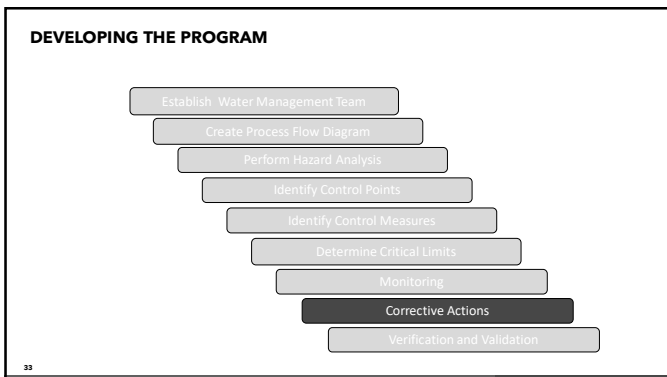 DEVELOPING THE PROGRAM
Establish Water Management Team
Create Process Flow Diagram
Perform Hazard Analysis
Identify Control Points
Identify Control Measures
Determine Critical Limits
Monitoring
Corrective Actions
Verification and Validation
33